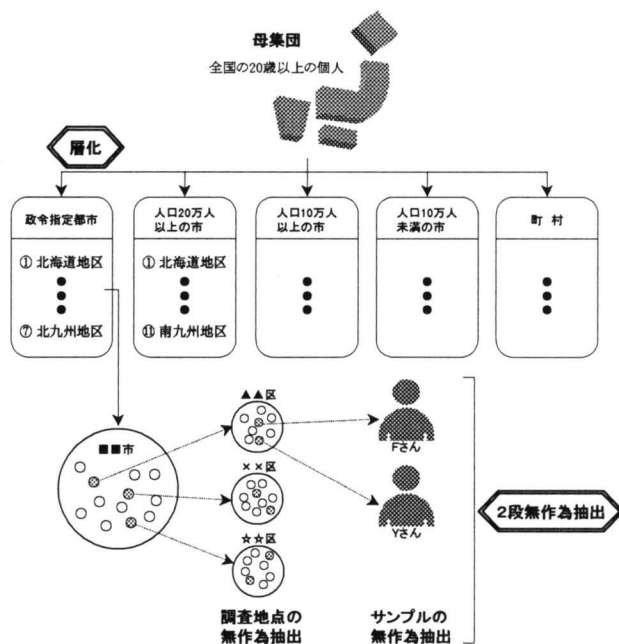 母集団
全国の20歳以上の個人
層化
政令指定都市
① 北海道地区
⑦ 北九州地区
人口20万人
以上の市
① 北海道地区
⑪ 南九州地区
人口10万人
以上の市
人口10万人
未満の市
町 村
■■市
▲▲区
××区
☆☆区
Fさん
Yさん
2段無作為抽出
調査地点の
無作為抽出
サンプルの
無作為抽出